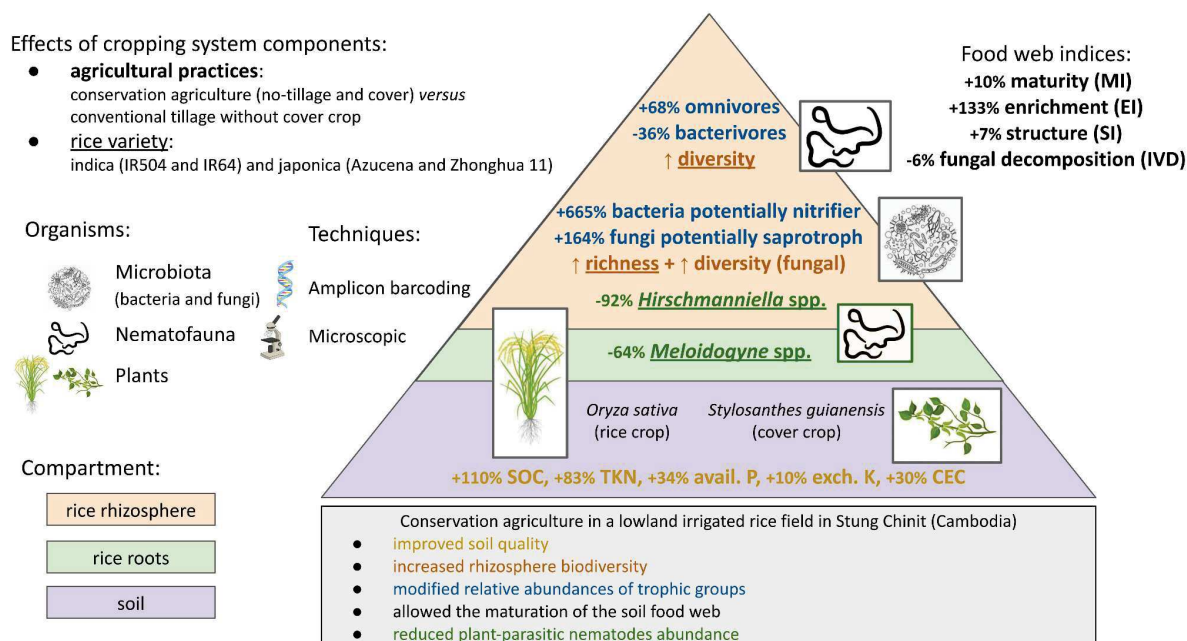 Effects of cropping system components:
● agricultural practices:
conservation agriculture (no-tillage and cover) versus
conventional tillage without cover crop
● rice variety:
indica (IR504 and IR64) and japonica (Azucena and Zhonghua 11)
Organisms:
Microbiota
(bacteria and fungi)
Nematofauna
Plants
Techniques:
Amplicon barcoding
Microscopic
Compartment:
rice rhizosphere
rice roots
soil
+68% omnivores
-36% bacterivores
↑ diversity
+665% bacteria potentially nitrifier
+164% fungi potentially saprotroph
↑ richness + ↑ diversity (fungal)
-92% Hirschmanniella spp.
-64% Meloidogyne spp.
Oryza sativa
(rice crop)
Stylosanthes guianensis
(cover crop)
+110% SOC, +83% TKN, +34% avail. P, +10% exch. K, +30% CEC
Food web indices:
+10% maturity (MI)
+133% enrichment (EI)
+7% structure (SI)
-6% fungal decomposition (IVD)
Conservation agriculture in a lowland irrigated rice field in Stung Chinit (Cambodia)
● improved soil quality
● increased rhizosphere biodiversity
● modified relative abundances of trophic groups
● allowed the maturation of the soil food web
● reduced plant-parasitic nematodes abundance